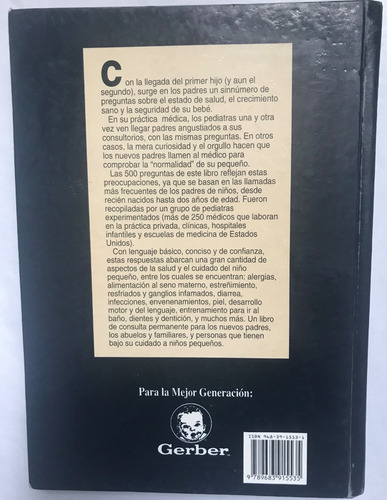 Con la llegada del primer hijo (y aun el
segundo), surge en los padres un sinnúmero de
preguntas sobre el estado de salud, el crecimiento
sano y la seguridad de su bebé.
En su práctica médica, los pediatras una y otra
vez ven llegar padres angustiados a sus
consultorios, con las mismas preguntas. En otros
casos, la mera curiosidad y el orgullo hacen que
los nuevos padres llamen al médico para
comprobar la "normalidad" de su pequeño.
Las 500 preguntas de este libro reflejan estas
preocupaciones, ya que se basan en las llamadas
más frecuentes de los padres de niños, desde
recién nacidos hasta dos años de edad. Fueron
recopiladas por un grupo de pediatras
experimentados (más de 250 médicos que laboran
en la práctica privada, clínicas, hospitales
infantiles y escuelas de medicina de Estados
Unidos).
Con lenguaje básico, conciso y de confianza,
estas respuestas abarcan una gran cantidad de
aspectos de la salud y el cuidado del niño
pequeño, entre los cuales se encuentran: alergias,
alimentación al seno materno, estreñimiento,
resfriados y ganglios infamados, diarrea,
infecciones, envenenamientos, piel, desarrollo
motor y del lenguaje, entrenamiento para ir al
baño, dientes y dentición, y muchos más. Un libro
de consulta permanente para los nuevos padres,
los abuelos y familiares, y personas que tienen
bajo su cuidado a niños pequeños.
Para la Mejor Generación:
Gerber
ISBN 968-39-1553-6
9 789683 915535